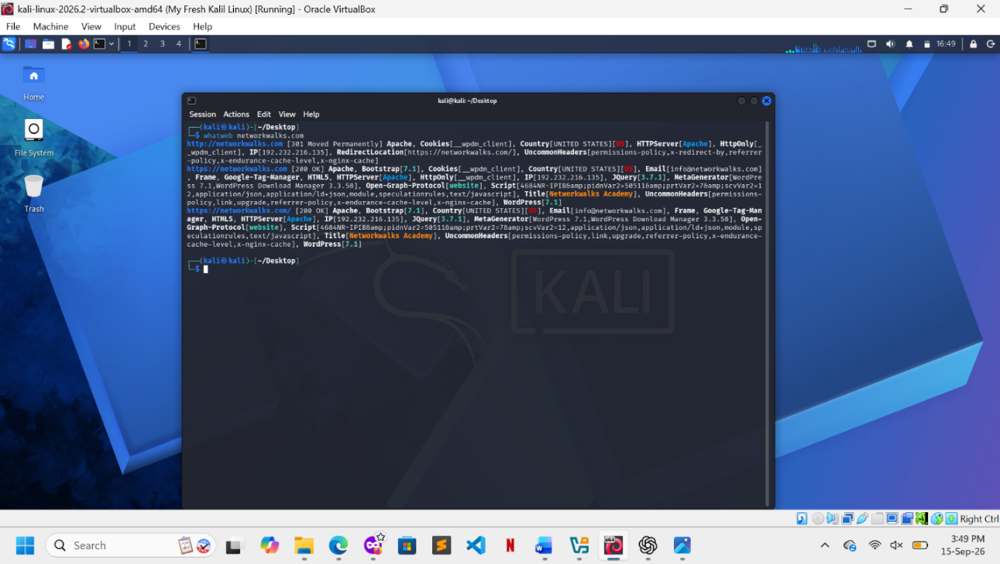 kali-linux-2026.2-virtualbox-amd64 (My Fresh Kalil Linux) [Running] - Oracle VirtualBox
File Machine View Input Devices Help
1 2 3 4 16:49
Home
File System
Trash
kali@kali: ~/Desktop
Session Actions Edit View Help
┌──(kali㉿kali)-[~/Desktop]
└─$ whatweb networkwalks.com
http://networkwalks.com [301 Moved Permanently] Apache, Cookies[__wpdm_client], Country[UNITED STATES][US], HTTPServer[Apache], HttpOnly[_
_wpdm_client], IP[192.232.216.135], RedirectLocation[https://networkwalks.com/], UncommonHeaders[permissions-policy,x-redirect-by,referrer
-policy,x-endurance-cache-level,x-nginx-cache]
https://networkwalks.com [200 OK] Apache, Bootstrap[7.1], Cookies[__wpdm_client], Country[UNITED STATES][US], Email[info@networkwalks.com]
, Frame, Google-Tag-Manager, HTML5, HTTPServer[Apache], HttpOnly[__wpdm_client], IP[192.232.216.135], JQuery[3.7.1], MetaGenerator[WordPre
ss 7.1,WordPress Download Manager 3.3.58], Open-Graph-Protocol[website], Script[4684NR-IPIB&amp;pidnVar2=50511&amp;prtVar2=7&amp;scvVar2=1
2,application/json,application/ld+json,module,speculationrules,text/javascript], Title[Networkwalks Academy], UncommonHeaders[permissions-
policy,link,upgrade,referrer-policy,x-endurance-cache-level,x-nginx-cache], WordPress[7.1]
https://networkwalks.com/ [200 OK] Apache, Bootstrap[7.1], Country[UNITED STATES][US], Email[info@networkwalks.com], Frame, Google-Tag-Man
ager, HTML5, HTTPServer[Apache], IP[192.232.216.135], JQuery[3.7.1], MetaGenerator[WordPress 7.1,WordPress Download Manager 3.3.58], Open-
Graph-Protocol[website], Script[4684NR-IPIB&amp;pidnVar2=50511&amp;prtVar2=7&amp;scvVar2=12,application/json,application/ld+json,module,sp
eculationrules,text/javascript], Title[Networkwalks Academy], UncommonHeaders[permissions-policy,link,upgrade,referrer-policy,x-endurance-
cache-level,x-nginx-cache], WordPress[7.1]
┌──(kali㉿kali)-[~/Desktop]
└─$
KALI
Right Ctrl
Search
3:49 PM
15-Sep-26